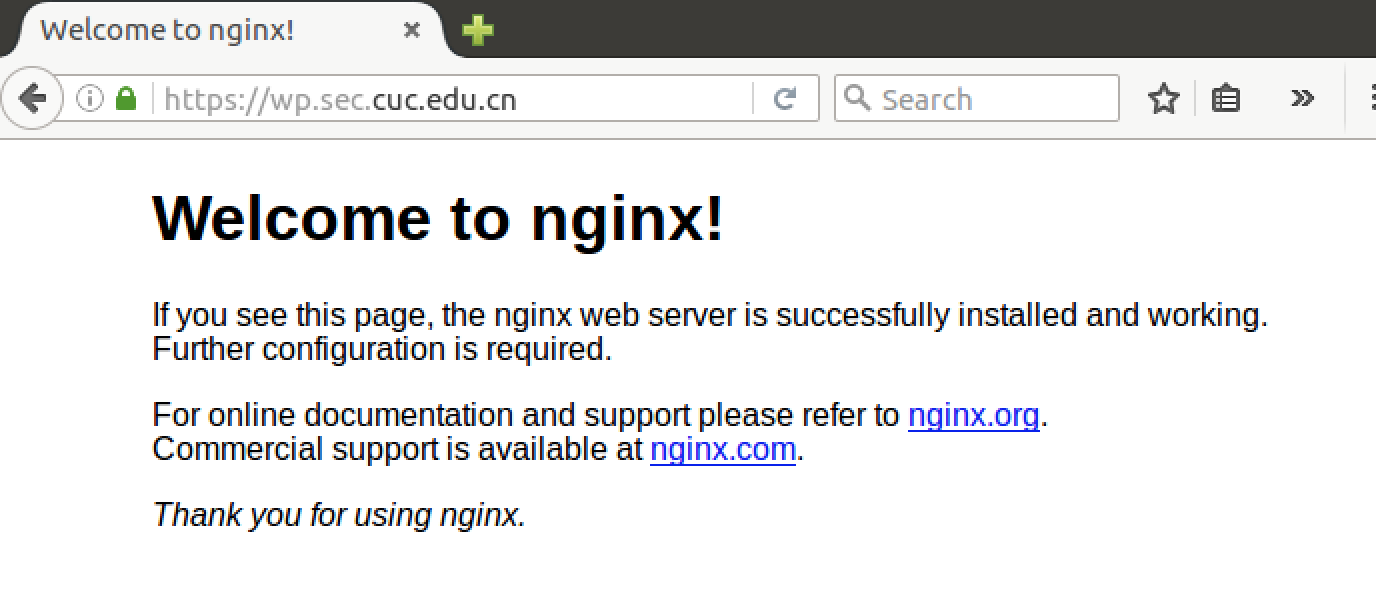 Welcome to nginx!
https://wp.sec.cuc.edu.cn
Search
Welcome to nginx!
If you see this page, the nginx web server is successfully installed and working.
Further configuration is required.
For online documentation and support please refer to nginx.org.
Commercial support is available at nginx.com.
Thank you for using nginx.